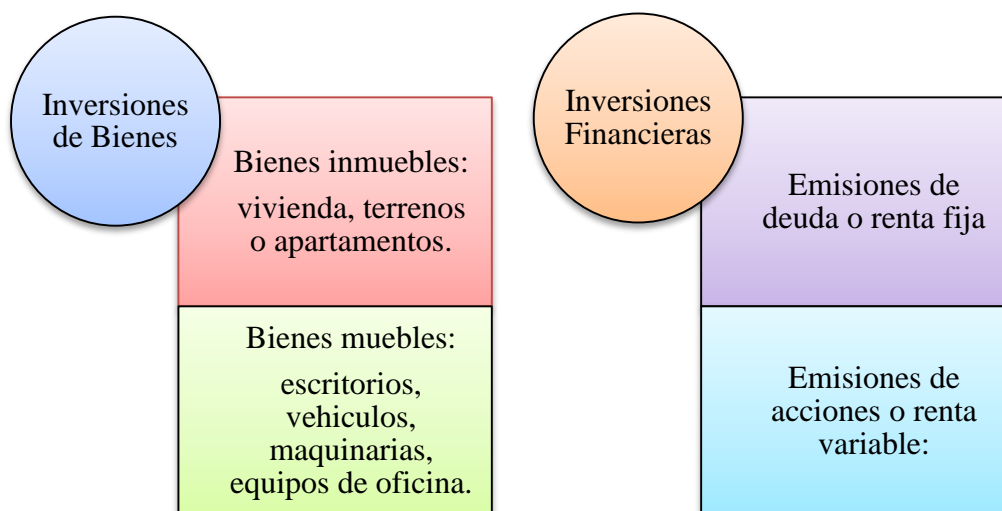 Inversiones
de Bienes
Bienes inmuebles:
vivienda, terrenos
o apartamentos.
Bienes muebles:
escritorios,
vehiculos,
maquinarias,
equipos de oficina.
Inversiones
Financieras
Emisiones de
deuda o renta fija
Emisiones de
acciones o renta
variable: